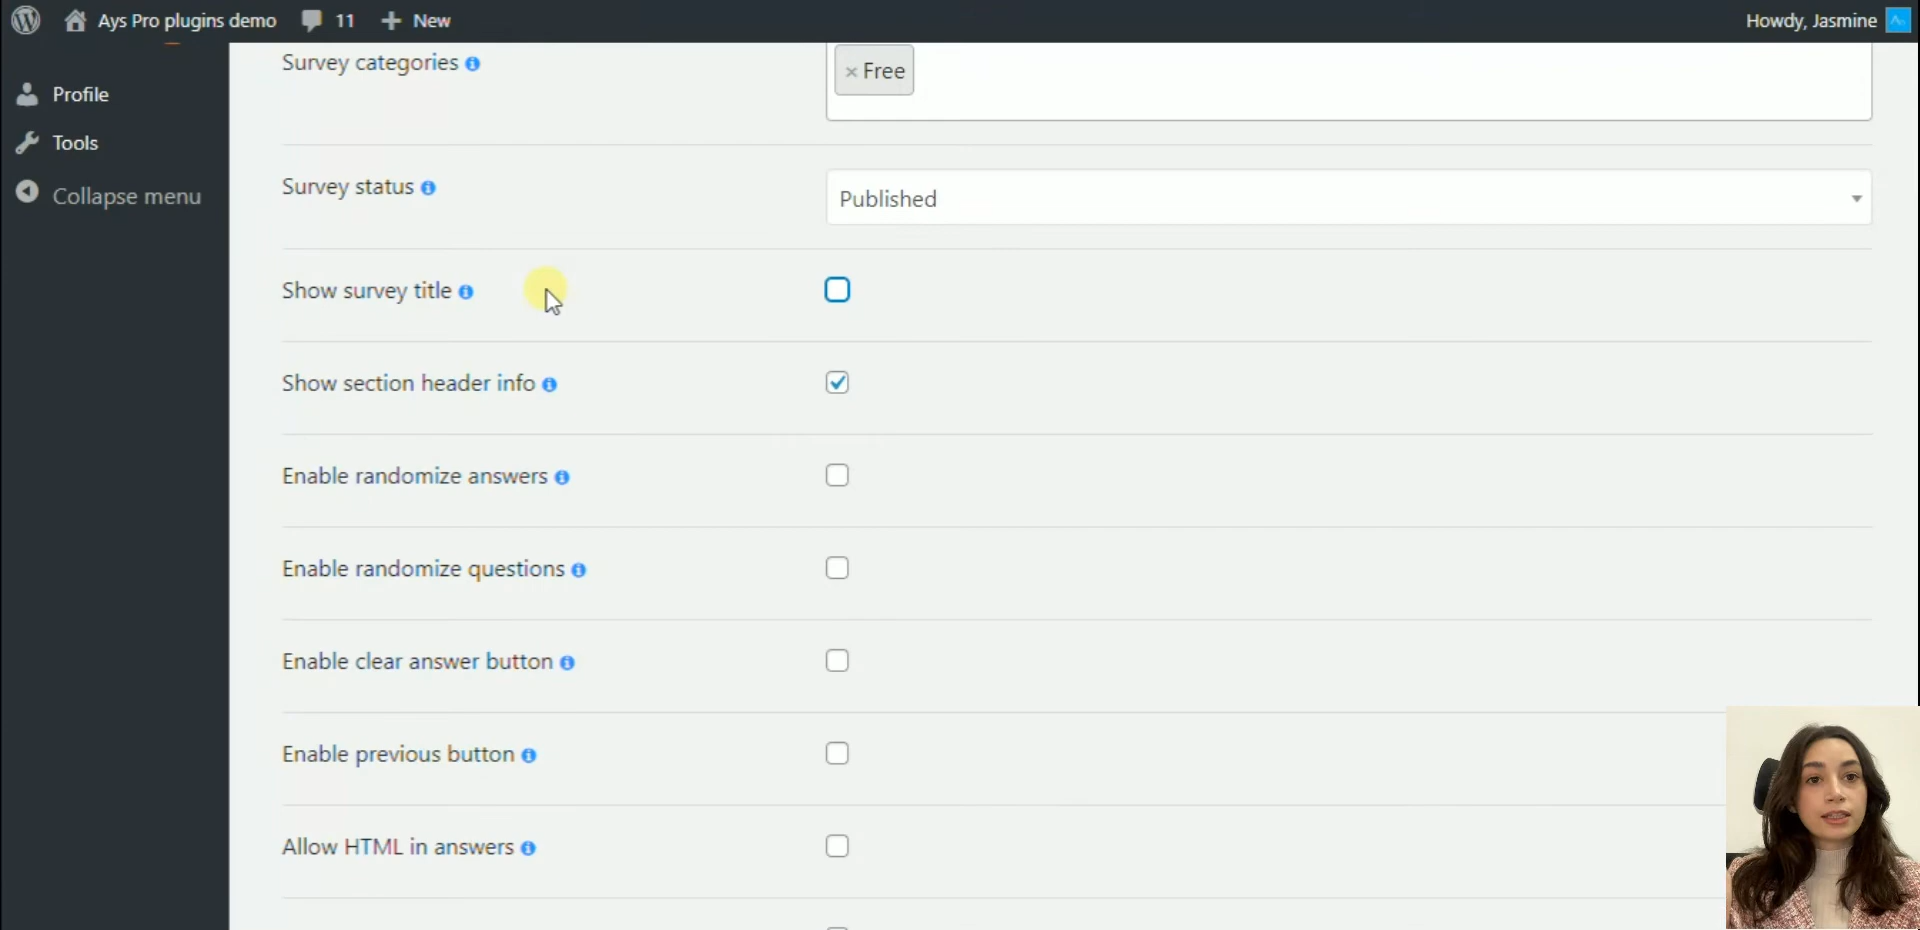 Ays Pro plugins demo 11 New Howdy, Jasmine
Profile
Tools
Collapse menu
Survey categories
× Free
Survey status
Published
Show survey title
Show section header info
Enable randomize answers
Enable randomize questions
Enable clear answer button
Enable previous button
Allow HTML in answers